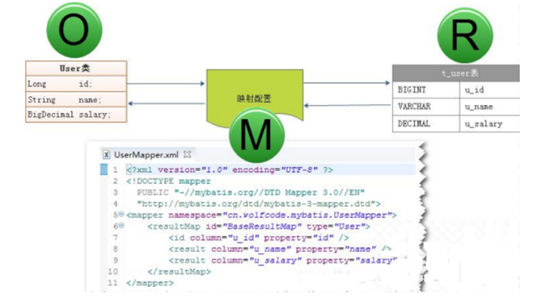 O
R
User类
Long id;
String name;
BigDecimal salary;
映射配置
M
t_user表
BIGINT u_id
VARCHAR u_name
DECIMAL u_salary
UserMapper.xml
1 <?xml version="1.0" encoding="UTF-8" ?>
2 <!DOCTYPE mapper
3 PUBLIC "-//mybatis.org//DTD Mapper 3.0//EN"
4 "http://mybatis.org/dtd/mybatis-3-mapper.dtd">
5 <mapper namespace="cn.wolfcode.mybatis.UserMapper">
6 <resultMap id="BaseResultMap" type="User">
7 <id column="u_id" property="id" />
8 <result column="u_name" property="name" />
9 <result column="u_salary" property="salary"
10 </resultMap>
11 </mapper>